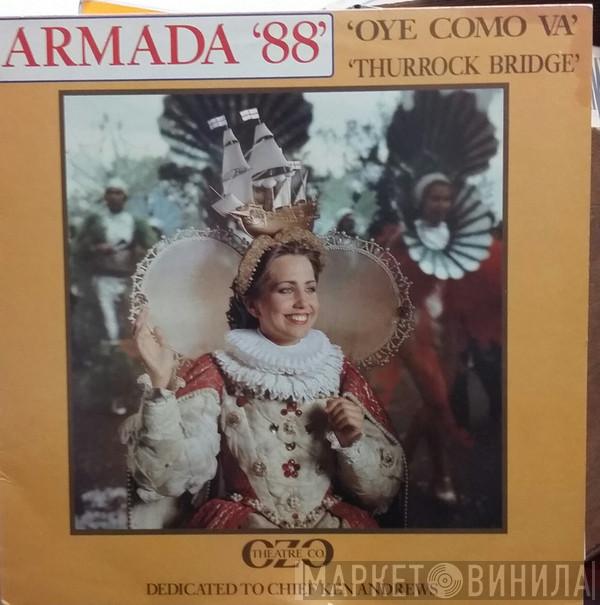 ARMADA '88'
'OYE COMO VA'
'THURROCK BRIDGE'
OZO
THEATRE CO.
DEDICATED TO CHIEF KEN ANDREWS
МАРКЕТ ВИНИЛА